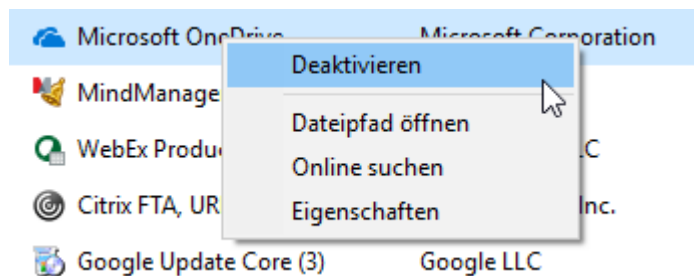 Microsoft OneDrive Microsoft Corporation
Deaktivieren
MindManage
Dateipfad öffnen
WebEx Produ LC
Online suchen
Citrix FTA, UR Inc.
Eigenschaften
Google Update Core (3) Google LLC